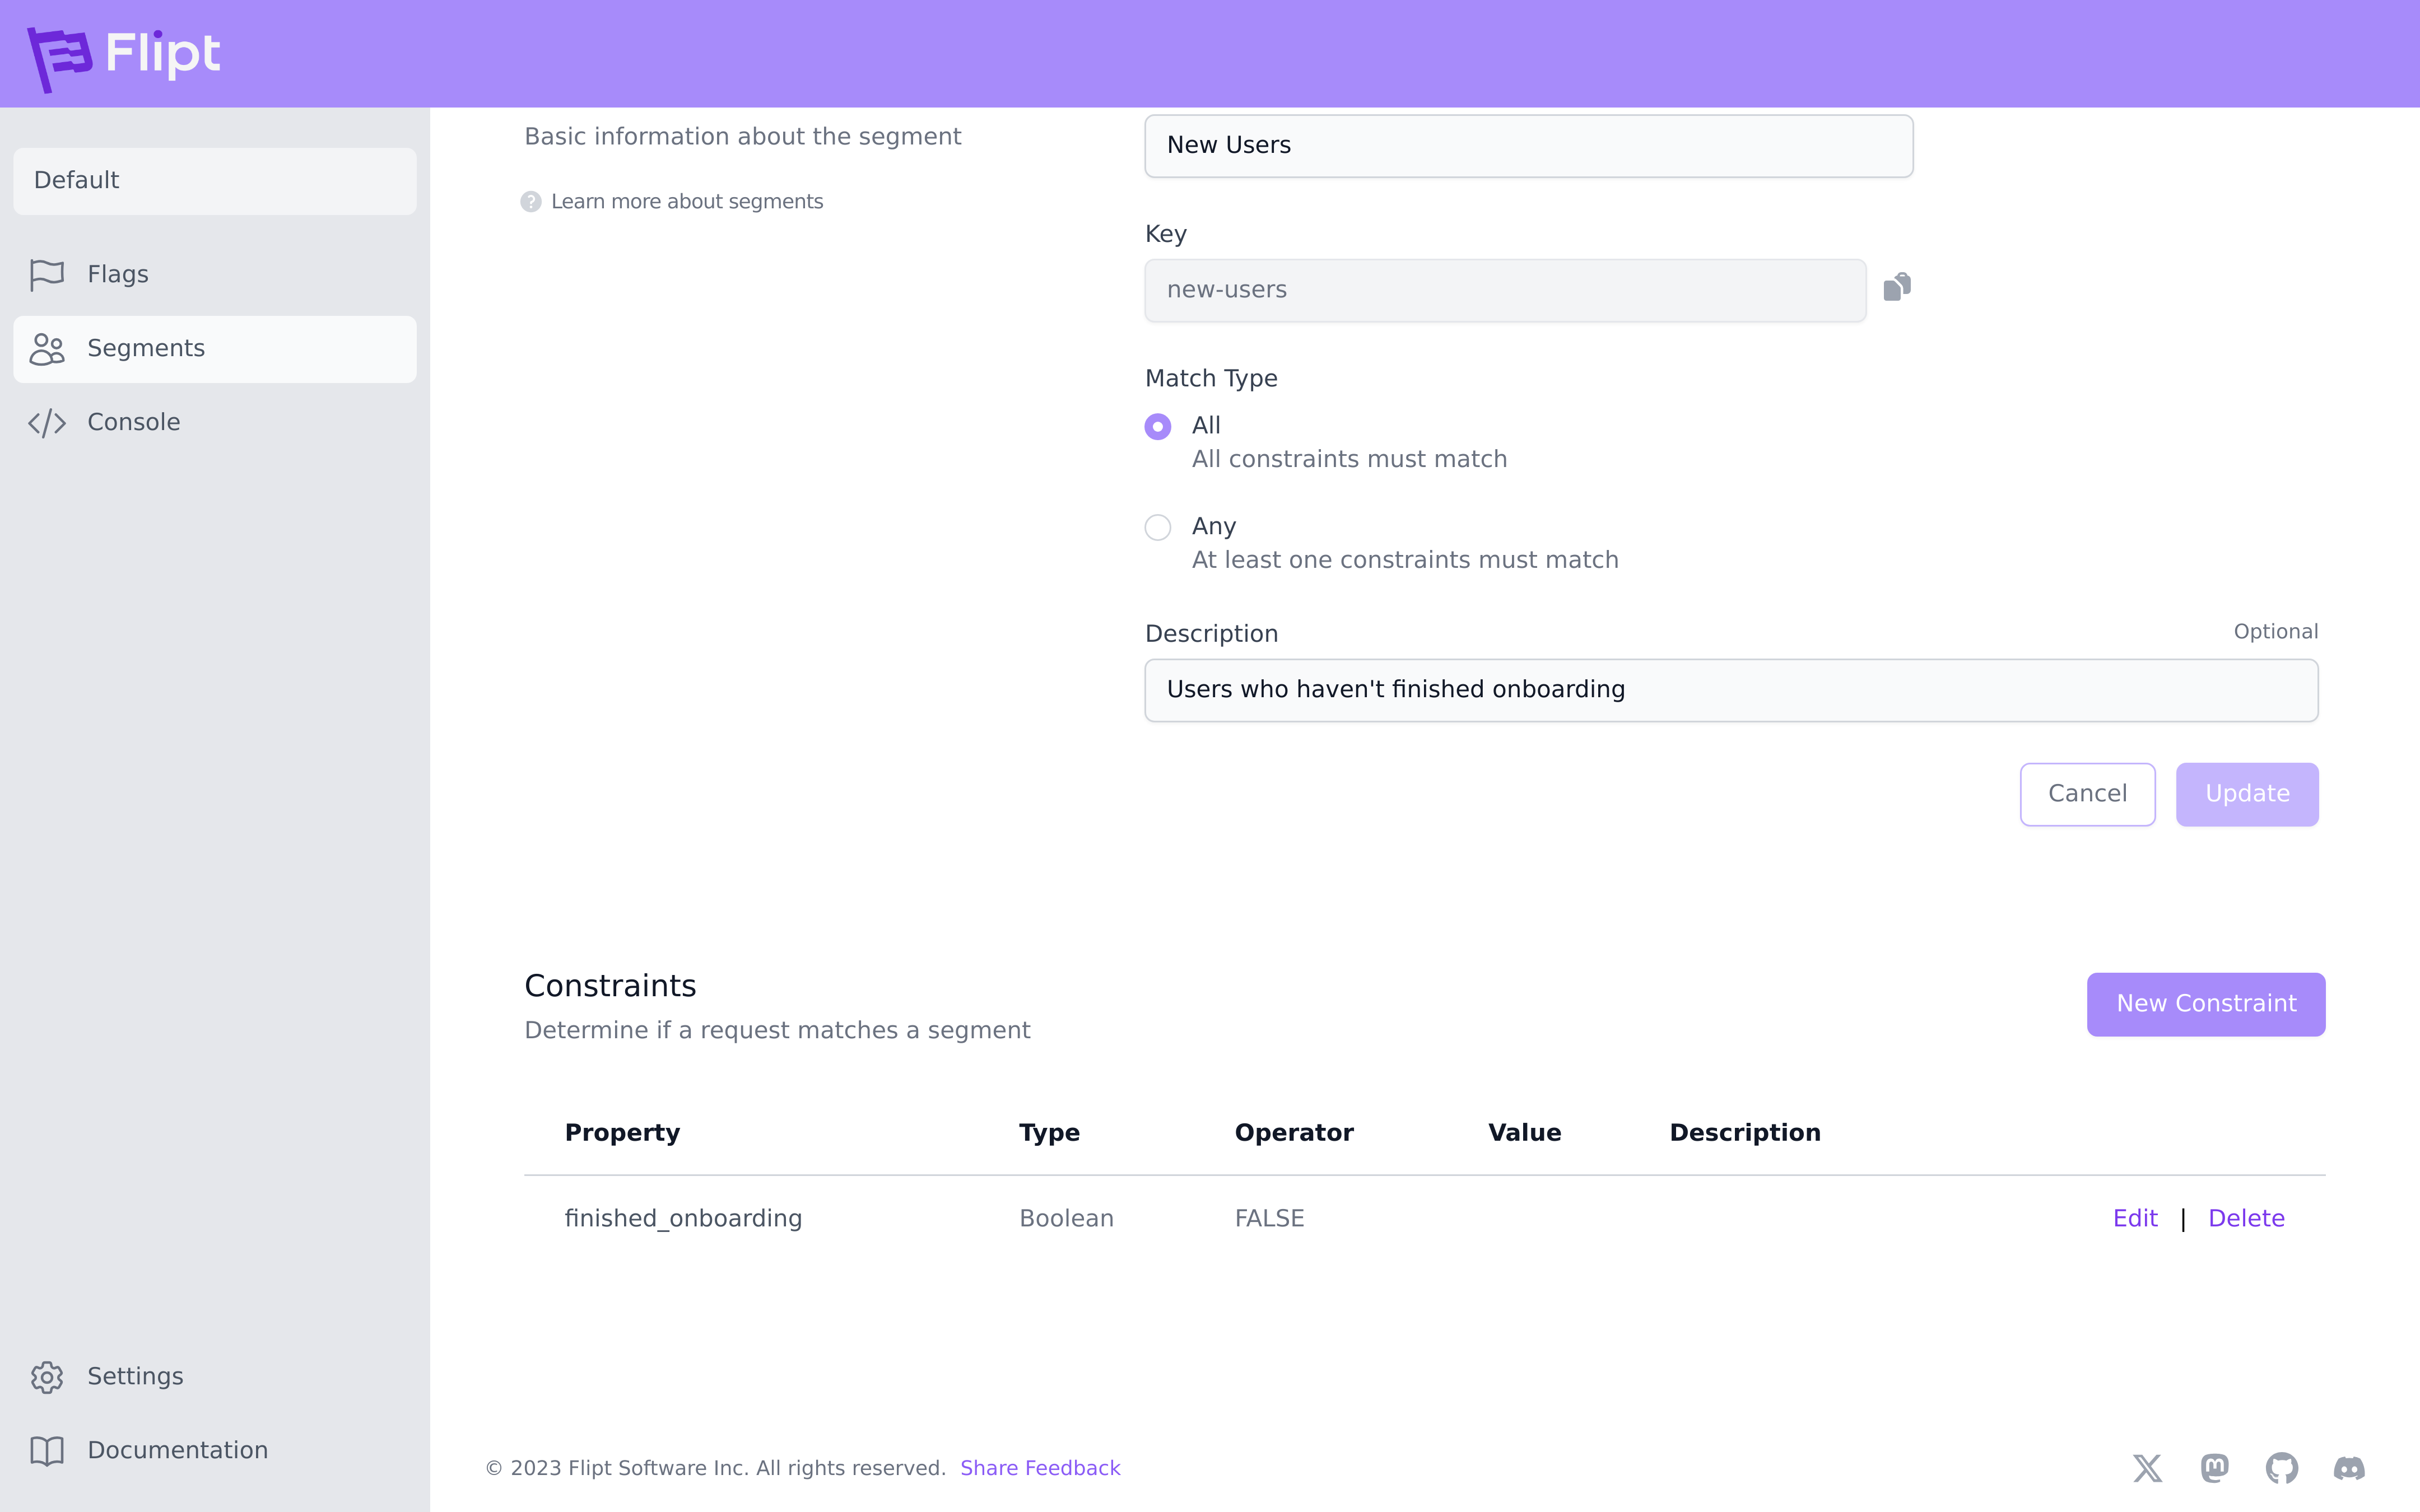 Flipt
Default
Flags
Segments
Console
Settings
Documentation
Basic information about the segment
? Learn more about segments
New Users
Key
new-users
Match Type
All
All constraints must match
Any
At least one constraints must match
Description Optional
Users who haven't finished onboarding
Cancel Update
Constraints
Determine if a request matches a segment
New Constraint
Property Type Operator Value Description
finished_onboarding Boolean FALSE Edit | Delete
© 2023 Flipt Software Inc. All rights reserved. Share Feedback